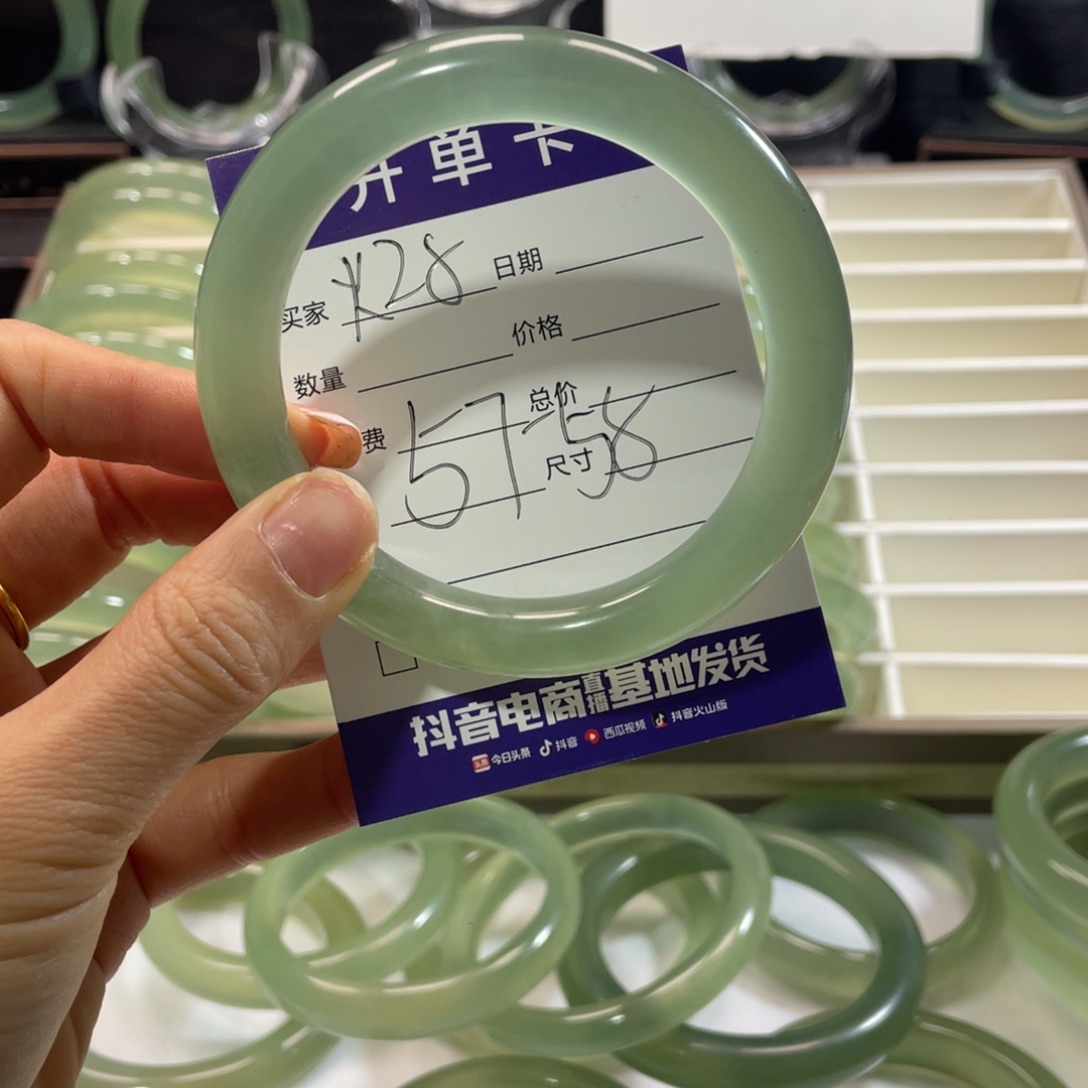 开单卡
买家 K28 日期
数量 价格
费 总价
57-58
尺寸
抖音电商直播基地发货
今日头条 抖音 西瓜视频 抖音火山版